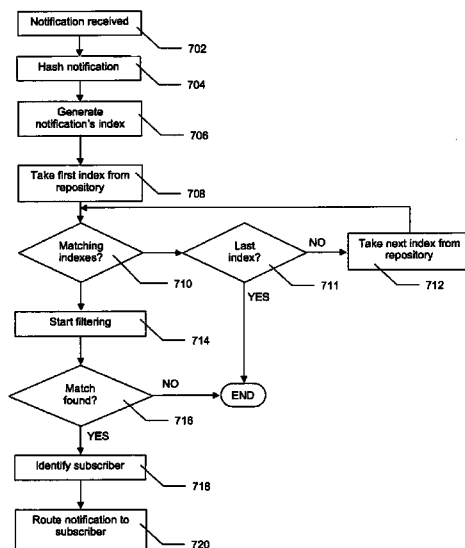 Notification received
702
Hash notification
704
Generate
notification's index
706
Take first index from
repository
708
Matching
indexes?
710
Last
index?
711
NO
YES
Take next index from
repository
712
Start filtering
714
Match
found?
716
NO
END
YES
Identify subscriber
718
Route notification to
subscriber
720